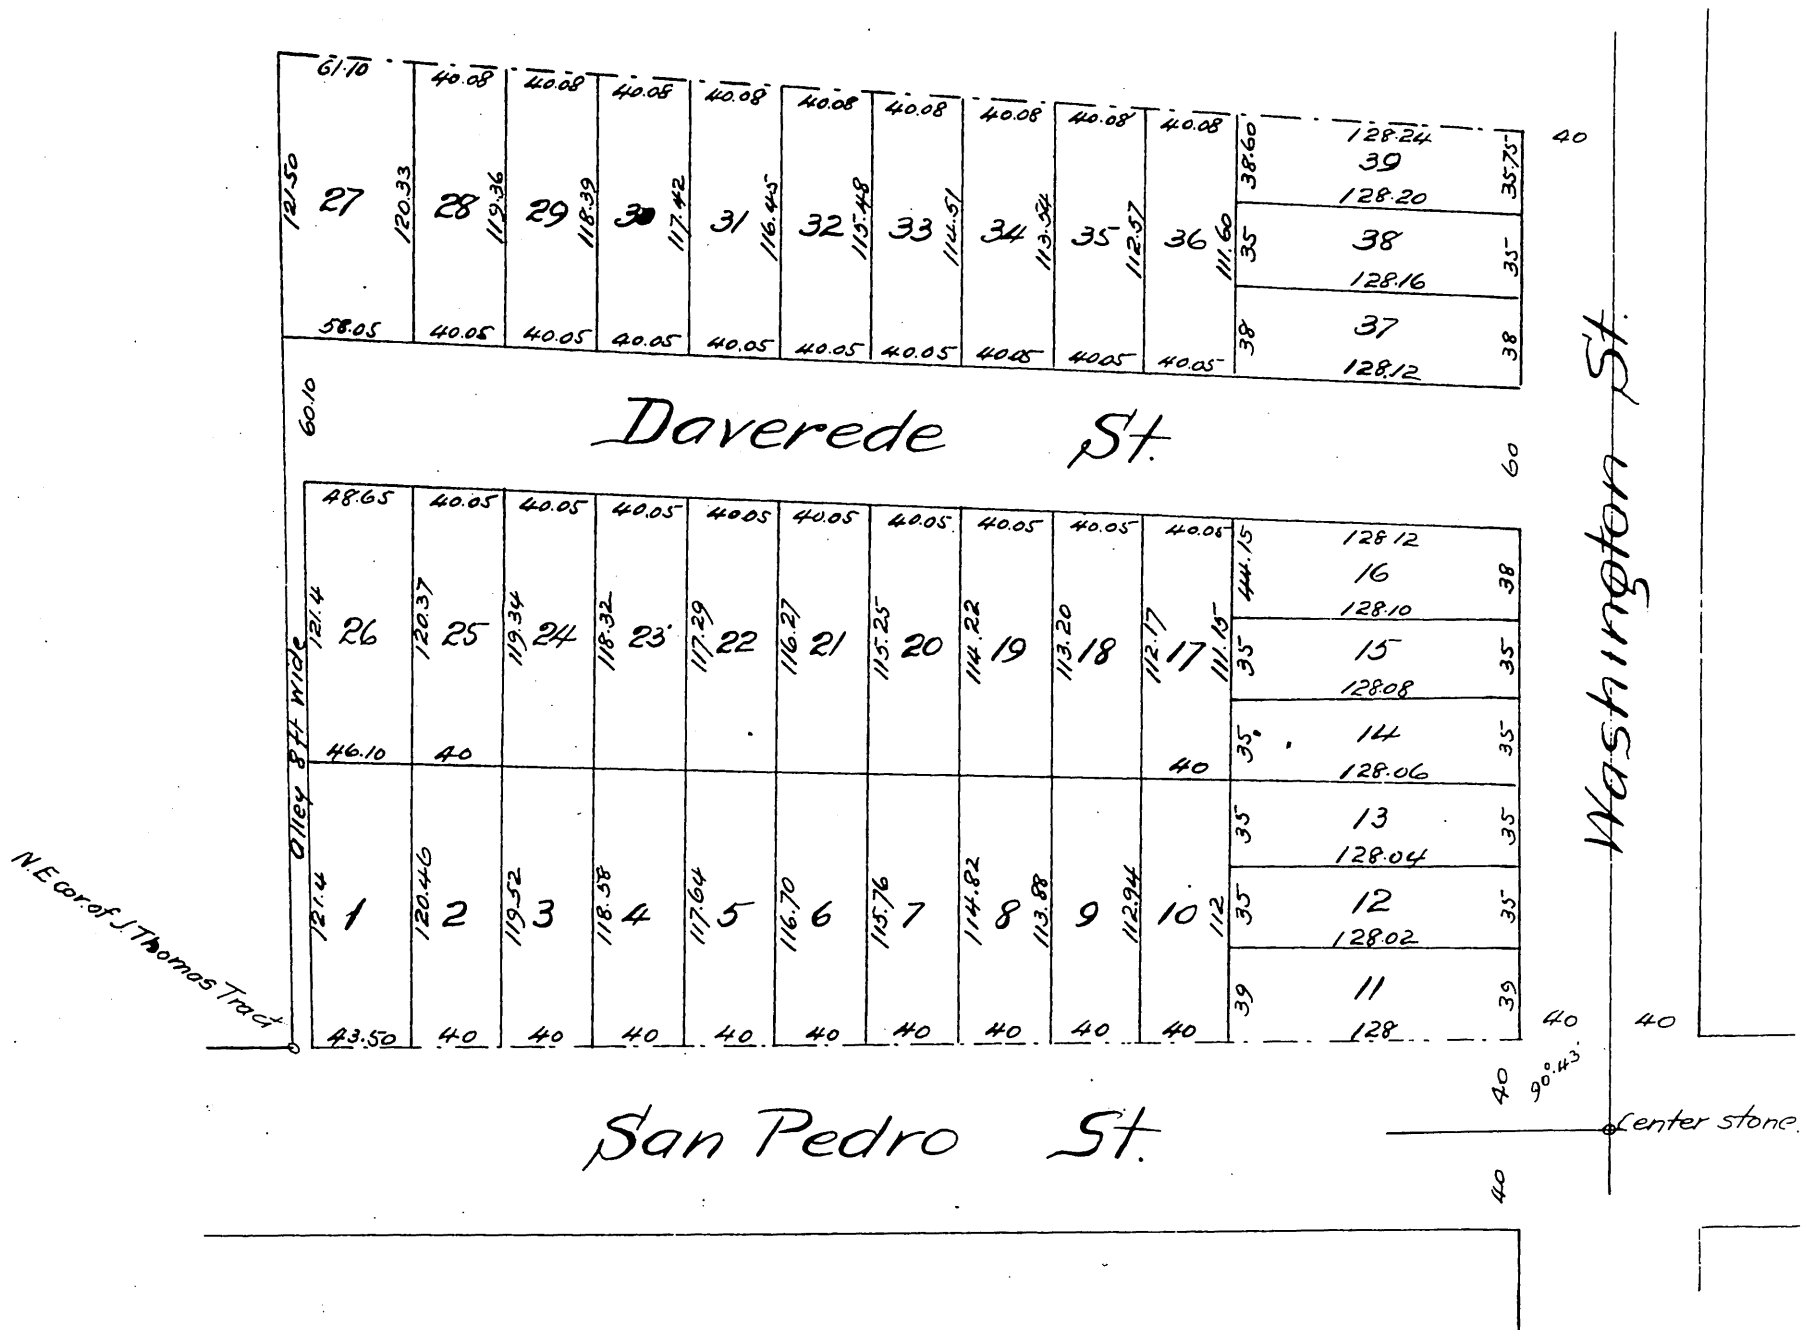 61.10 40.08 40.08 40.08 40.08 40.08 40.08 40.08 40.08 40.08 128.24 40
121.50 27 120.33 28 119.36 29 118.39 30 117.42 31 116.45 32 115.48 33 114.51 34 113.54 35 112.57 36 111.60
38.60 39 35.75
128.20
35 38 35
128.16
38 37 38
128.12
58.05 40.05 40.05 40.05 40.05 40.05 40.05 40.05 40.05 40.05
60.10 Daverede St. 60
Washington St.
48.65 40.05 40.05 40.05 40.05 40.05 40.05 40.05 40.05 40.05 128.12
121.4 26 120.37 25 119.34 24 118.32 23 117.29 22 116.27 21 115.25 20 114.22 19 113.20 18 112.17 17 111.15
44.15 16 38
128.10
35 15 35
128.08
35 14 35
128.06
46.10 40 40
Alley 8 ft wide
35 13 35
128.04
35 12 35
128.02
39 11 39
128
121.4 1 120.46 2 119.52 3 118.58 4 117.64 5 116.70 6 115.76 7 114.82 8 113.88 9 112.94 10 112
43.50 40 40 40 40 40 40 40 40 40
N.E cor. of J. Thomas Tract
40 40
40 90°.43'
San Pedro St.
Center stone.
40